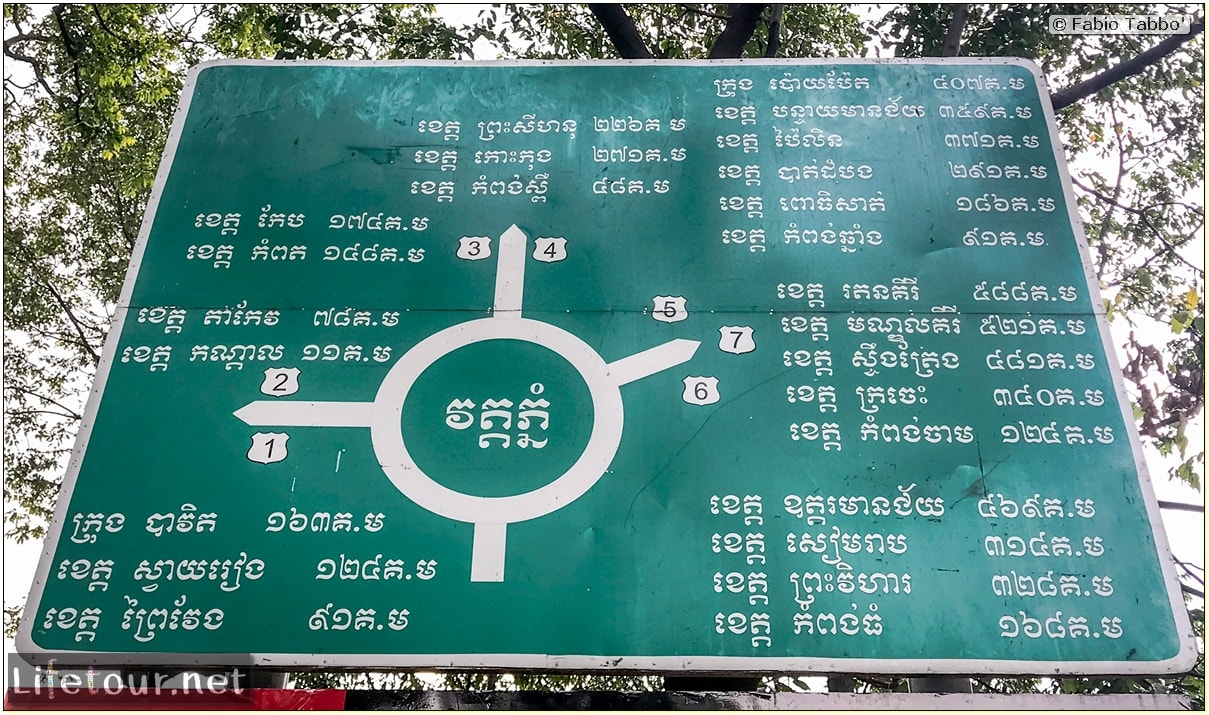 © Fabio Tabbo'
ខេត្ត ព្រះសីហនុ ២២៦គ ម
ខេត្ត កោះកុង ២៧១គ.ម
ខេត្ត កំពង់ស្ពឺ ៤៨គ.ម
ក្រុង ប៉ោយប៉ែត ៤០៧គ.ម
ខេត្ត បន្ទាយមានជ័យ ៣៥៩គ.ម
ខេត្ត ប៉ៃលិន ៣៧១គ.ម
ខេត្ត បាត់ដំបង ២៩១គ.ម
ខេត្ត ពោធិសាត់ ១៨៦គ.ម
ខេត្ត កំពង់ឆ្នាំង ៩១គ.ម
ខេត្ត កែប ១៧៤គ.ម
ខេត្ត កំពត ១៤៨គ.ម
3
4
ខេត្ត តាកែវ ៧៨គ.ម
ខេត្ត កណ្តាល ១១គ.ម
5
7
6
ខេត្ត រតនគីរី ៥៨៨គ.ម
ខេត្ត មណ្ឌលគីរី ៥២១គ.ម
ខេត្ត ស្ទឹងត្រែង ៤៨១គ.ម
ខេត្ត ក្រចេះ ៣៤០គ.ម
ខេត្ត កំពង់ចាម ១២៤គ.ម
2
1
វត្តភ្នំ
ក្រុង បាវិត ១៦៣គ.ម
ខេត្ត ស្វាយរៀង ១២៤គ.ម
ខេត្ត ព្រៃវែង ៩១គ.ម
ខេត្ត ឧត្តរមានជ័យ ៤៦៩គ.ម
ខេត្ត សៀមរាប ៣១៤គ.ម
ខេត្ត ព្រះវិហារ ៣២៨គ.ម
ខេត្ត កំពង់ធំ ១៦៨គ.ម
Lifetour.net